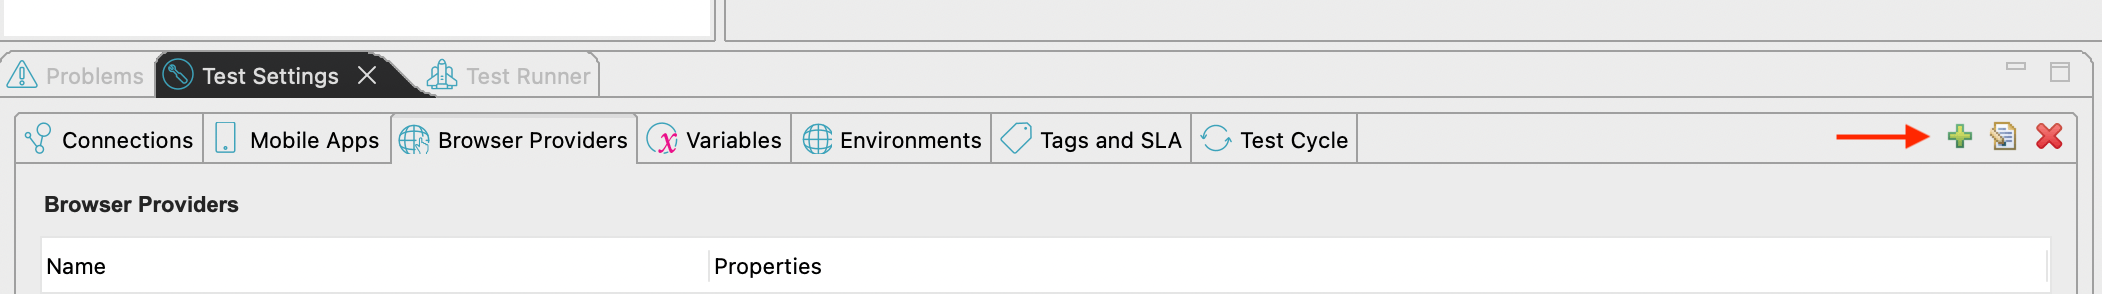 Problems Test Settings Test Runner
Connections Mobile Apps Browser Providers Variables Environments Tags and SLA Test Cycle
Browser Providers
Name Properties